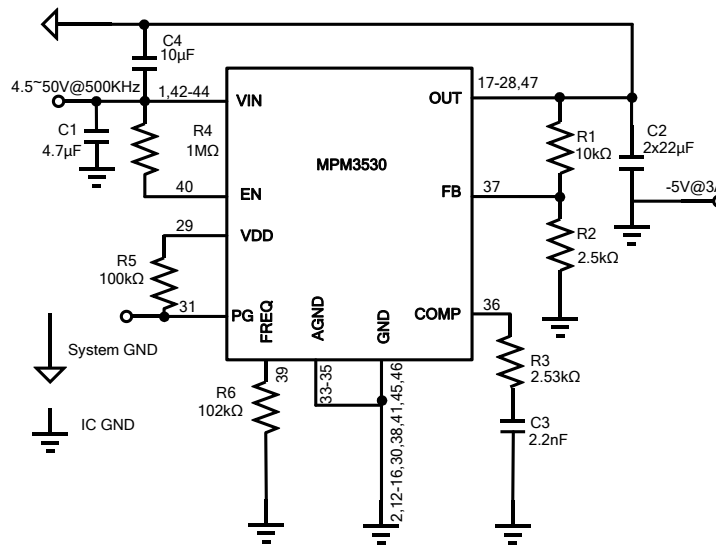 C4
10µF
4.5~50V@500KHz
1,42-44
VIN
C1
4.7µF
R4
1MΩ
40
EN
29
VDD
R5
100kΩ
31
PG
FREQ
AGND
GND
MPM3530
OUT
17-28,47
R1
10kΩ
C2
2x22µF
FB
37
-5V@3A
R2
2.5kΩ
COMP
36
R3
2.53kΩ
C3
2.2nF
System GND
IC GND
R6
102kΩ
39
33-35
2,12-16,30,38,41,45,46